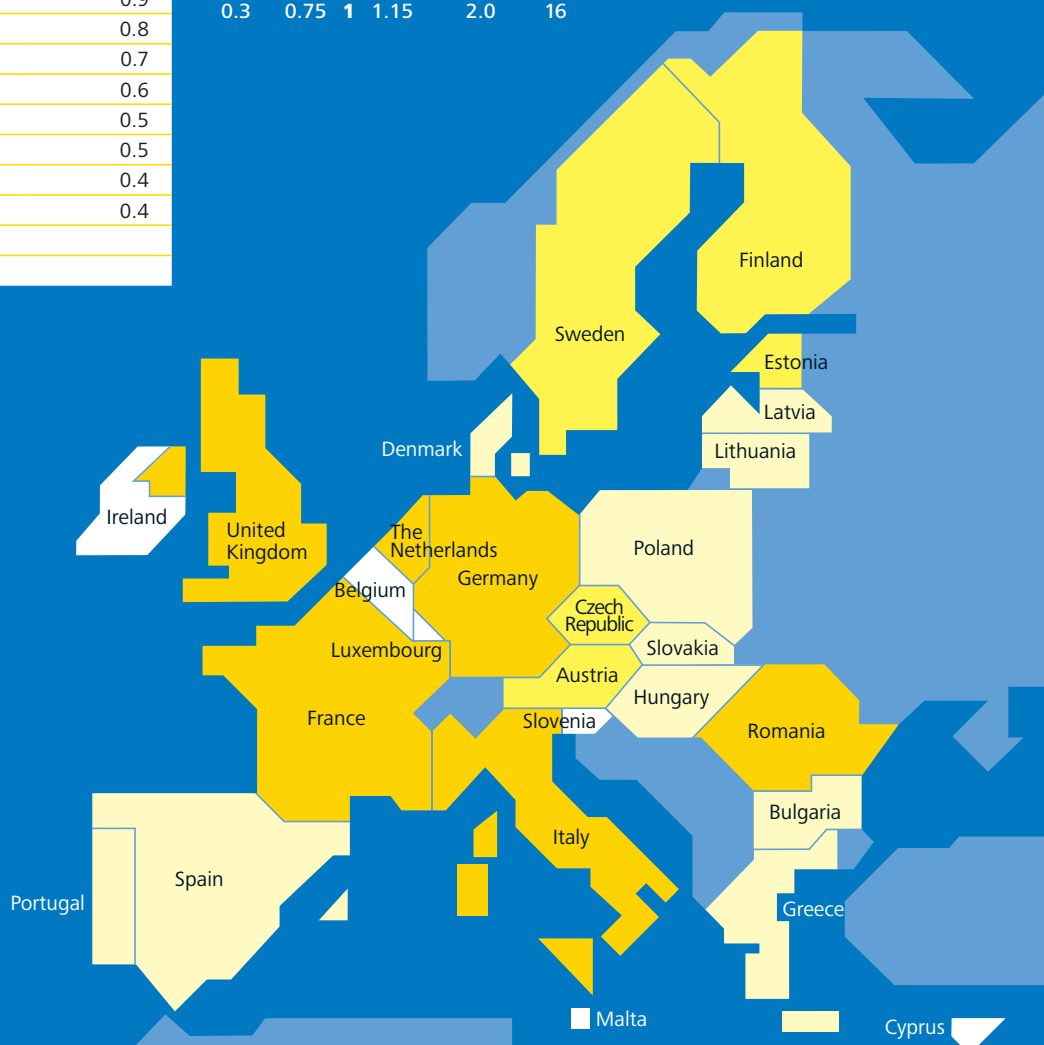 0.3 0.75 1 1.15 2.0 16
0.8
0.7
0.6
0.5
0.5
0.4
0.4
Finland
Sweden
Estonia
Latvia
Denmark
Lithuania
Ireland
United
Kingdom
The
Netherlands
Poland
Germany
Belgium
Czech
Republic
Luxembourg
Slovakia
Austria
Hungary
France
Slovenia
Romania
Bulgaria
Italy
Spain
Portugal
Greece
Malta
Cyprus